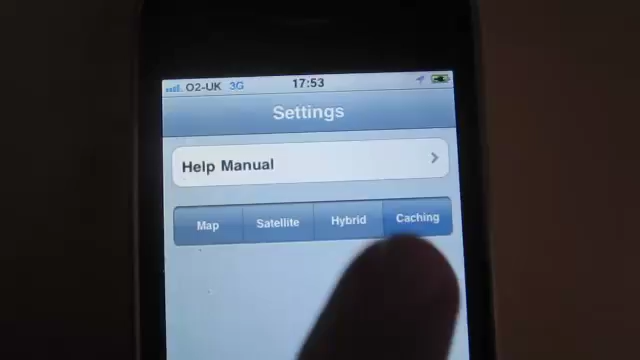 O2-UK 3G 17:53
Settings
Help Manual
Map Satellite Hybrid Caching